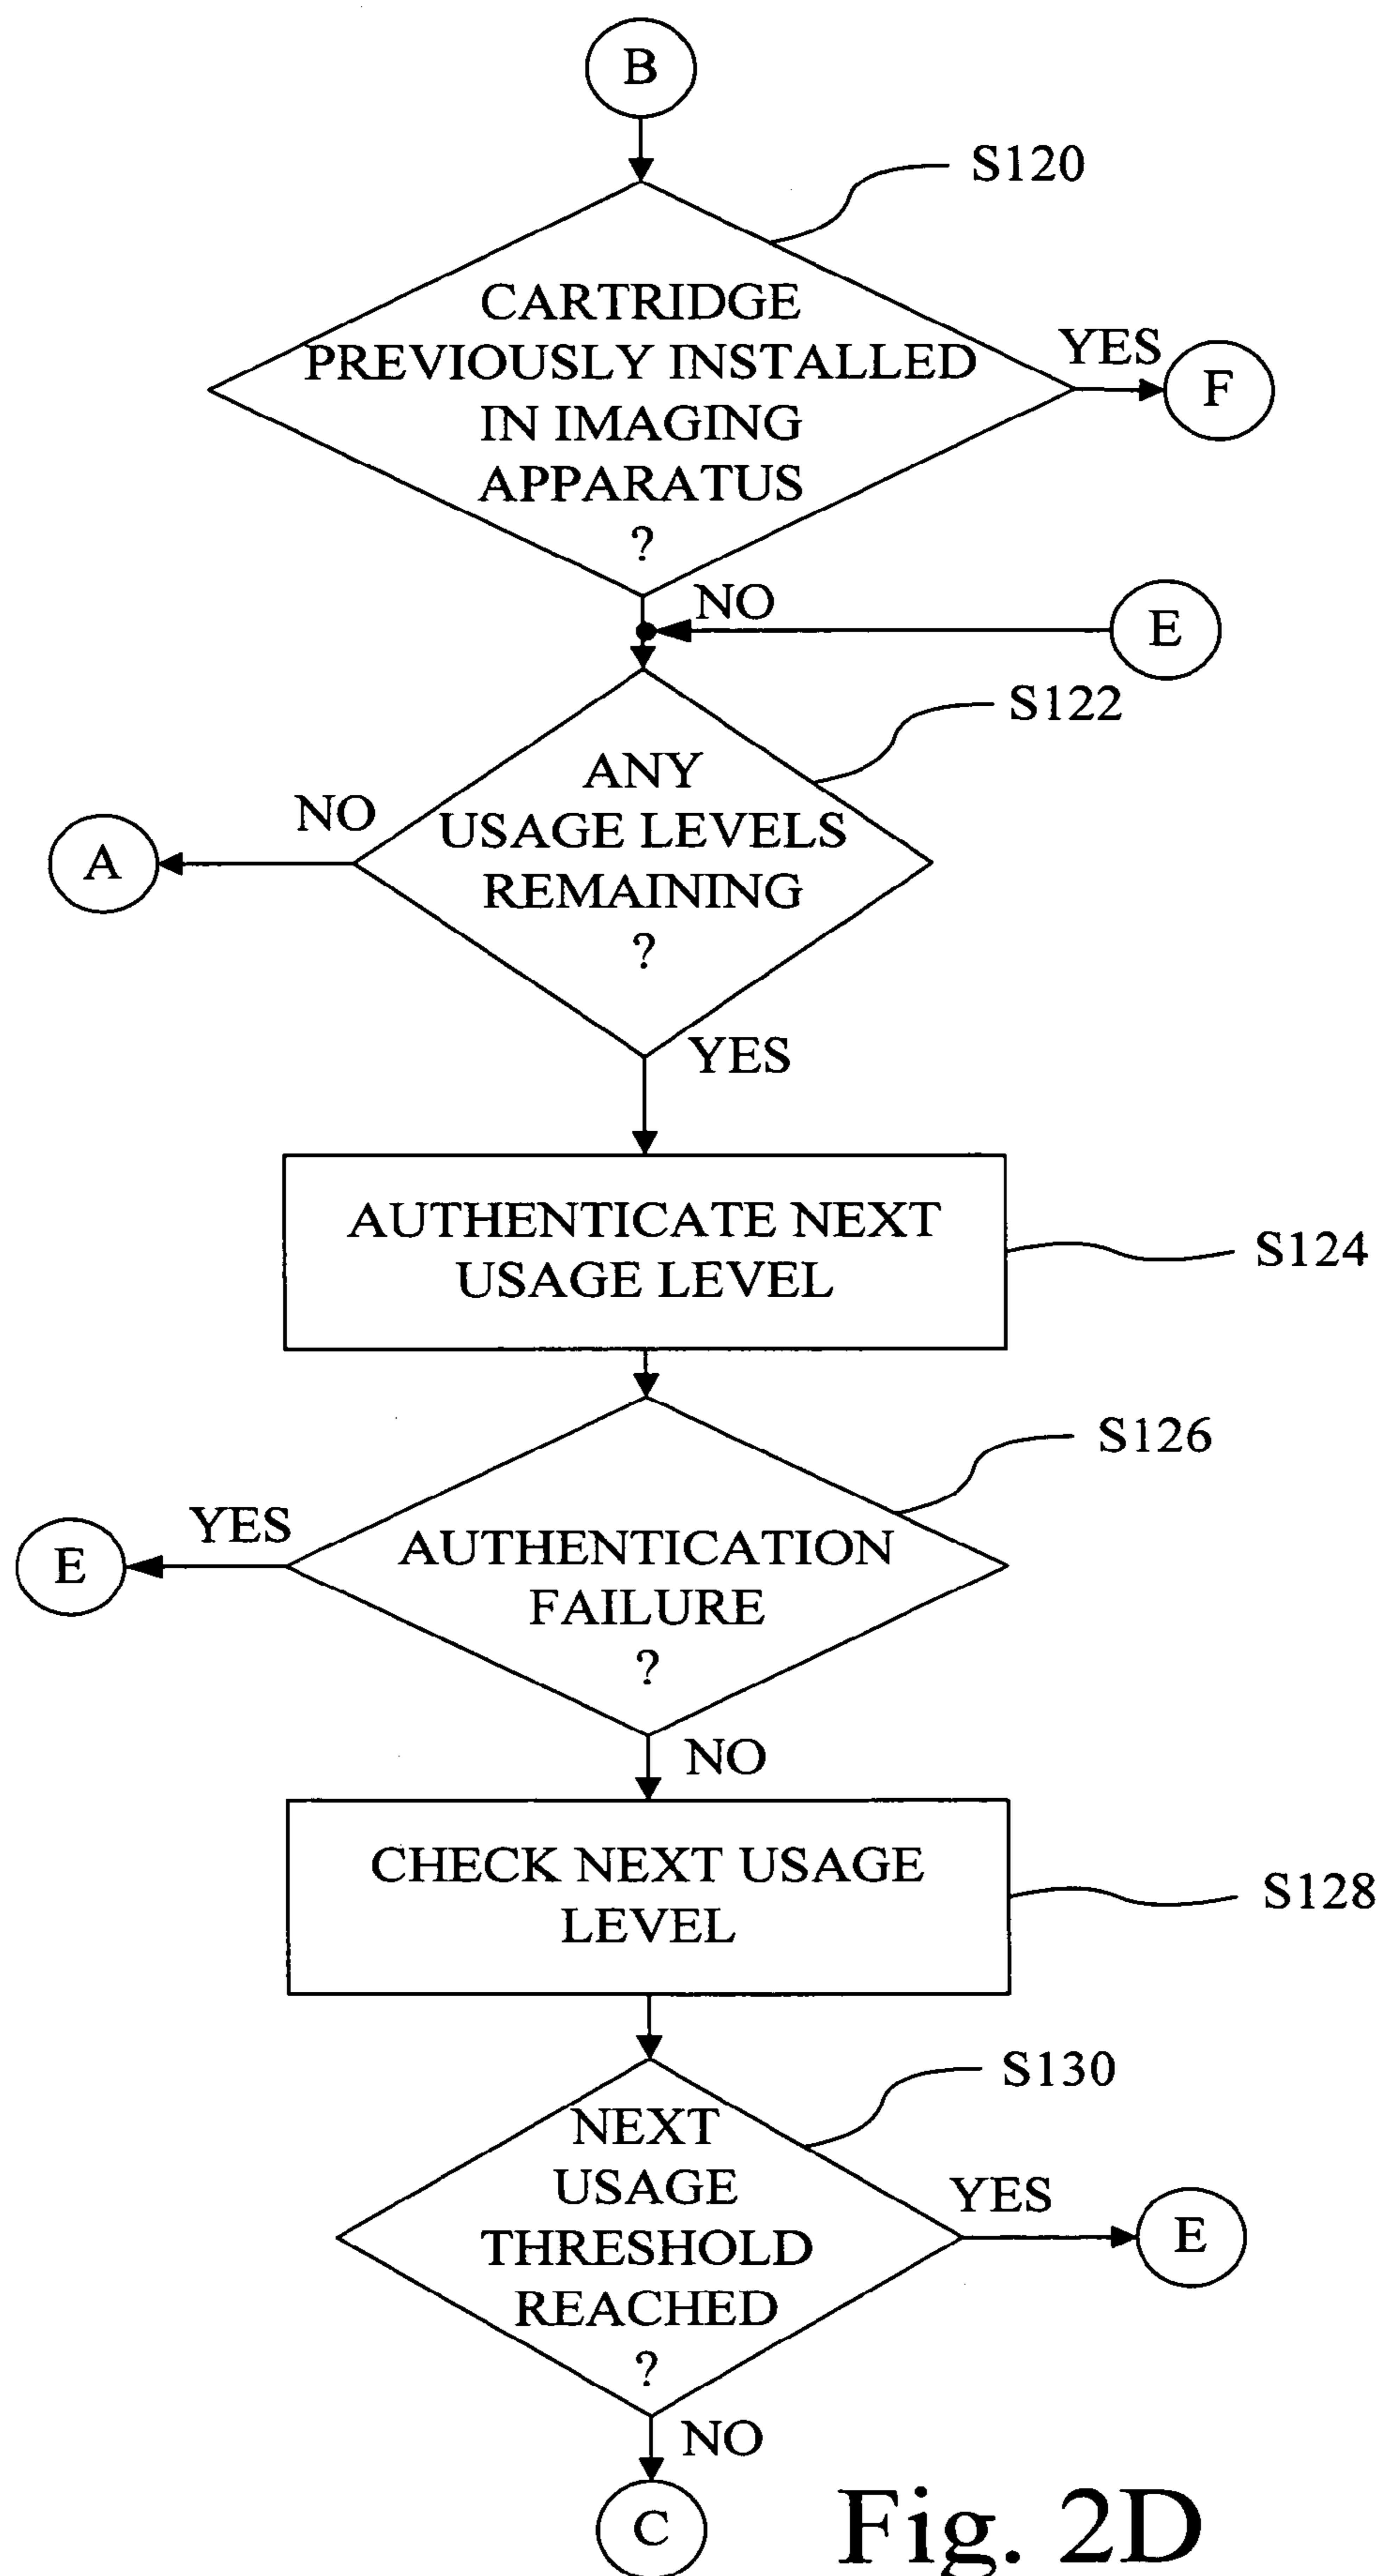 B
S120
CARTRIDGE
PREVIOUSLY INSTALLED
IN IMAGING
APPARATUS
?
YES
F
NO
E
S122
ANY
USAGE LEVELS
REMAINING
?
NO
A
YES
AUTHENTICATE NEXT
USAGE LEVEL
S124
S126
AUTHENTICATION
FAILURE
?
YES
E
NO
CHECK NEXT USAGE
LEVEL
S128
S130
NEXT
USAGE
THRESHOLD
REACHED
?
YES
E
NO
C
Fig. 2D